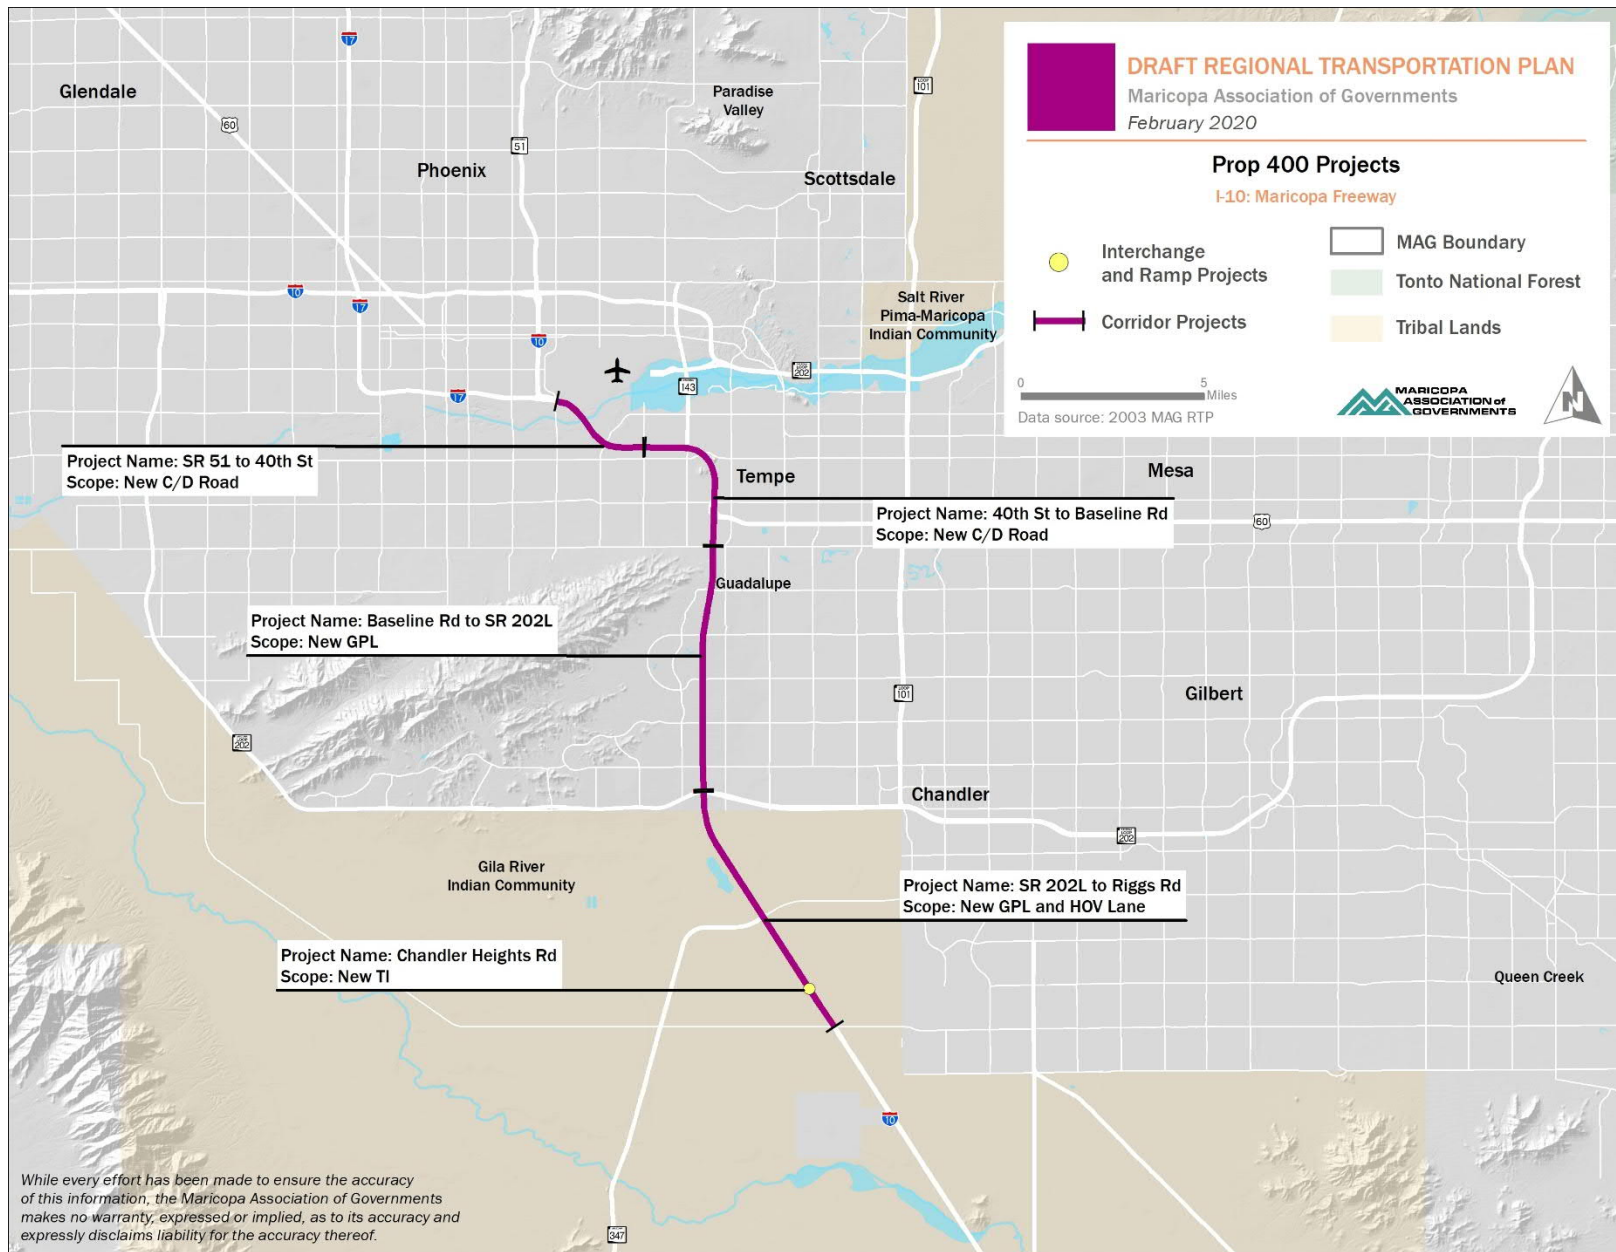 DRAFT REGIONAL TRANSPORTATION PLAN
Maricopa Association of Governments
February 2020
Prop 400 Projects
I-10: Maricopa Freeway
Interchange
and Ramp Projects
Corridor Projects
MAG Boundary
Tonto National Forest
Tribal Lands
0 5
Miles
Data source: 2003 MAG RTP
MARICOPA
ASSOCIATION of
GOVERNMENTS
N
17
Glendale
60
Paradise
Valley
LOOP
101
51
Phoenix
Scottsdale
10
17
10
Salt River
Pima-Maricopa
Indian Community
LOOP
202
143
17
Project Name: SR 51 to 40th St
Scope: New C/D Road
Tempe
Mesa
Project Name: 40th St to Baseline Rd
Scope: New C/D Road
60
Guadalupe
Project Name: Baseline Rd to SR 202L
Scope: New GPL
LOOP
101
Gilbert
LOOP
202
Chandler
LOOP
202
Gila River
Indian Community
Project Name: SR 202L to Riggs Rd
Scope: New GPL and HOV Lane
Project Name: Chandler Heights Rd
Scope: New TI
Queen Creek
10
While every effort has been made to ensure the accuracy
of this information, the Maricopa Association of Governments
makes no warranty, expressed or implied, as to its accuracy and
expressly disclaims liability for the accuracy thereof.
347